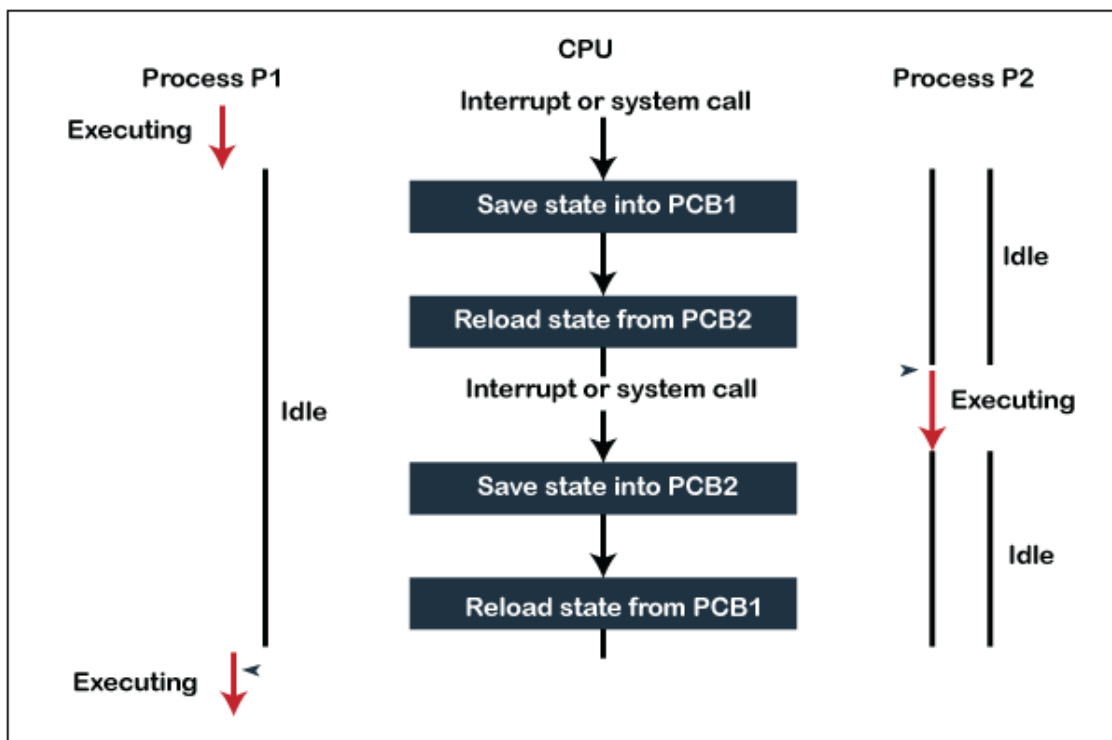 CPU
Process P1
Process P2
Interrupt or system call
Executing
Save state into PCB1
Idle
Reload state from PCB2
Interrupt or system call
Executing
Idle
Save state into PCB2
Idle
Reload state from PCB1
Executing